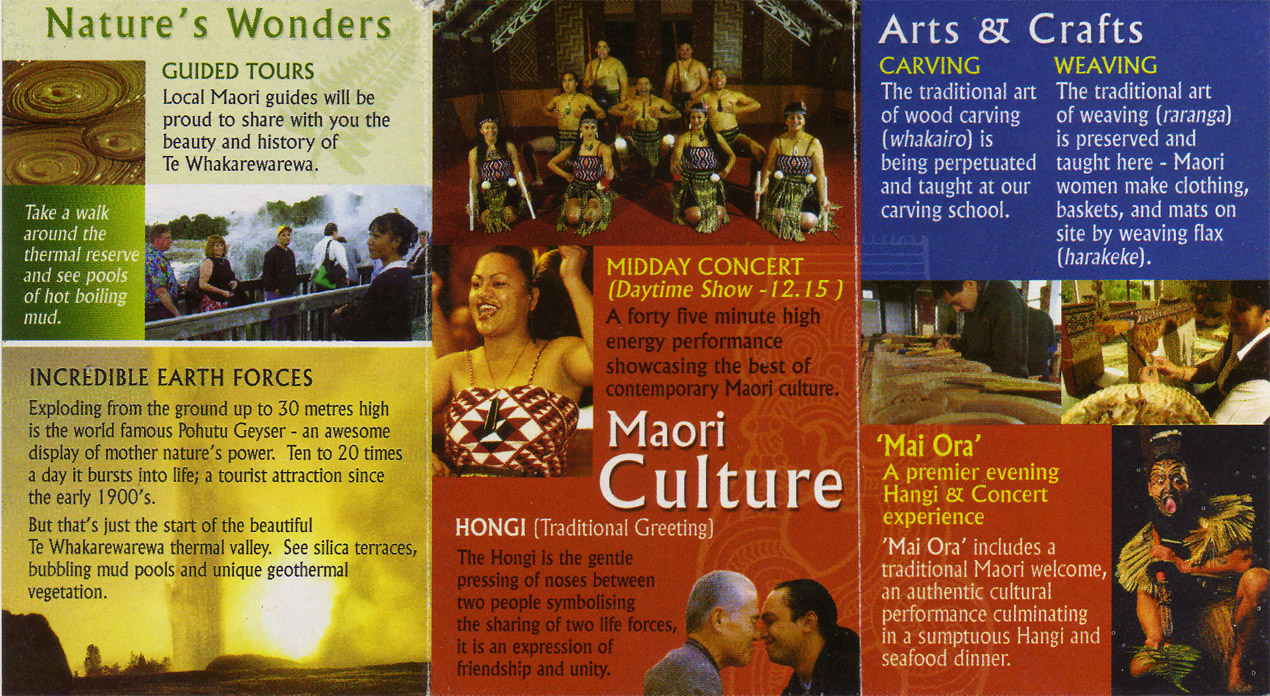 Nature's Wonders
GUIDED TOURS
Local Maori guides will be
proud to share with you the
beauty and history of
Te Whakarewarewa.
Take a walk
around the
thermal reserve
and see pools
of hot boiling
mud.
INCREDIBLE EARTH FORCES
Exploding from the ground up to 30 metres high
is the world famous Pohutu Geyser - an awesome
display of mother nature's power. Ten to 20 times
a day it bursts into life; a tourist attraction since
the early 1900's.
But that's just the start of the beautiful
Te Whakarewarewa thermal valley. See silica terraces,
bubbling mud pools and unique geothermal
vegetation.
MIDDAY CONCERT
(Daytime Show -12.15 )
A forty five minute high
energy performance
showcasing the best of
contemporary Maori culture.
Maori
Culture
HONGI (Traditional Greeting)
The Hongi is the gentle
pressing of noses between
two people symbolising
the sharing of two life forces,
it is an expression of
friendship and unity.
Arts & Crafts
CARVING
The traditional art
of wood carving
(whakairo) is
being perpetuated
and taught at our
carving school.
WEAVING
The traditional art
of weaving (raranga)
is preserved and
taught here - Maori
women make clothing,
baskets, and mats on
site by weaving flax
(harakeke).
'Mai Ora'
A premier evening
Hangi & Concert
experience
'Mai Ora' includes a
traditional Maori welcome,
an authentic cultural
performance culminating
in a sumptuous Hangi and
seafood dinner.